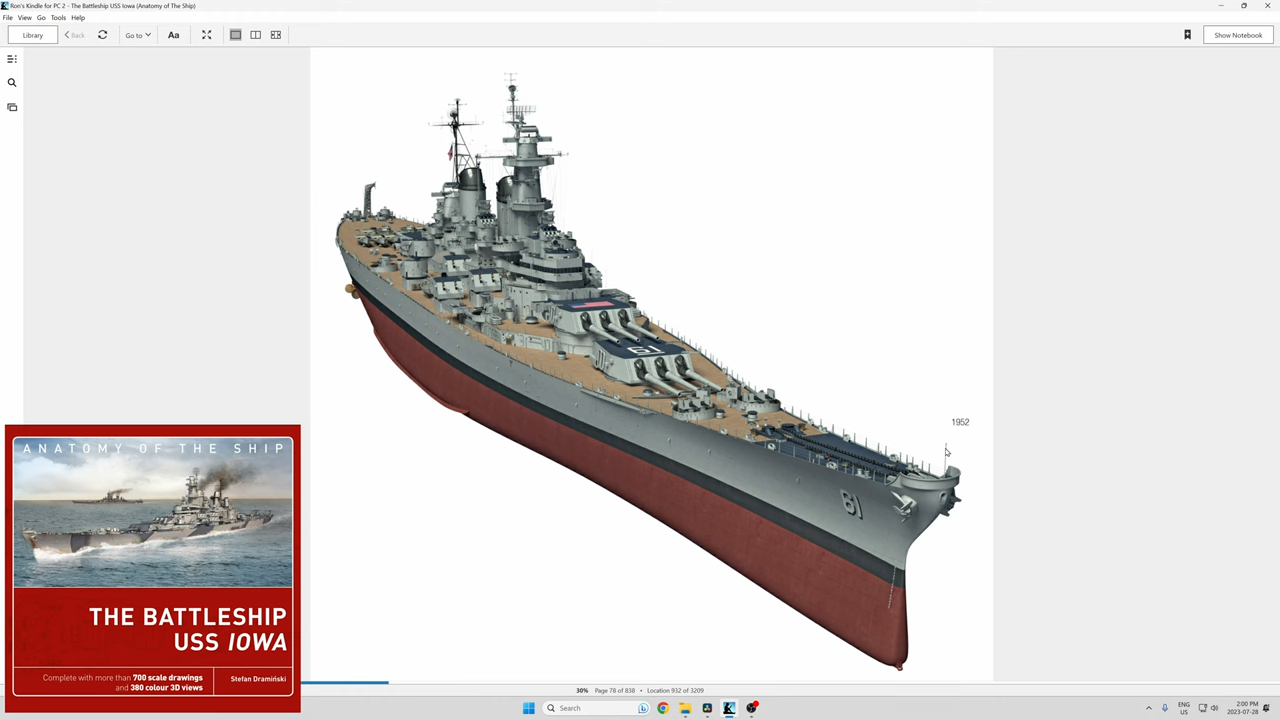 Ron's Kindle for PC 2 - The Battleship USS Iowa (Anatomy of The Ship)
File View Go Tools Help
Library
Back
Go to
Aa
Show Notebook
1952
61
61
ANATOMY OF THE SHIP
THE BATTLESHIP
USS IOWA
Complete with more than 700 scale drawings
and 380 colour 3D views
Stefan Dramiński
30% Page 78 of 838 • Location 932 of 3209
Search
ENG
US
2:00 PM
2023-07-28